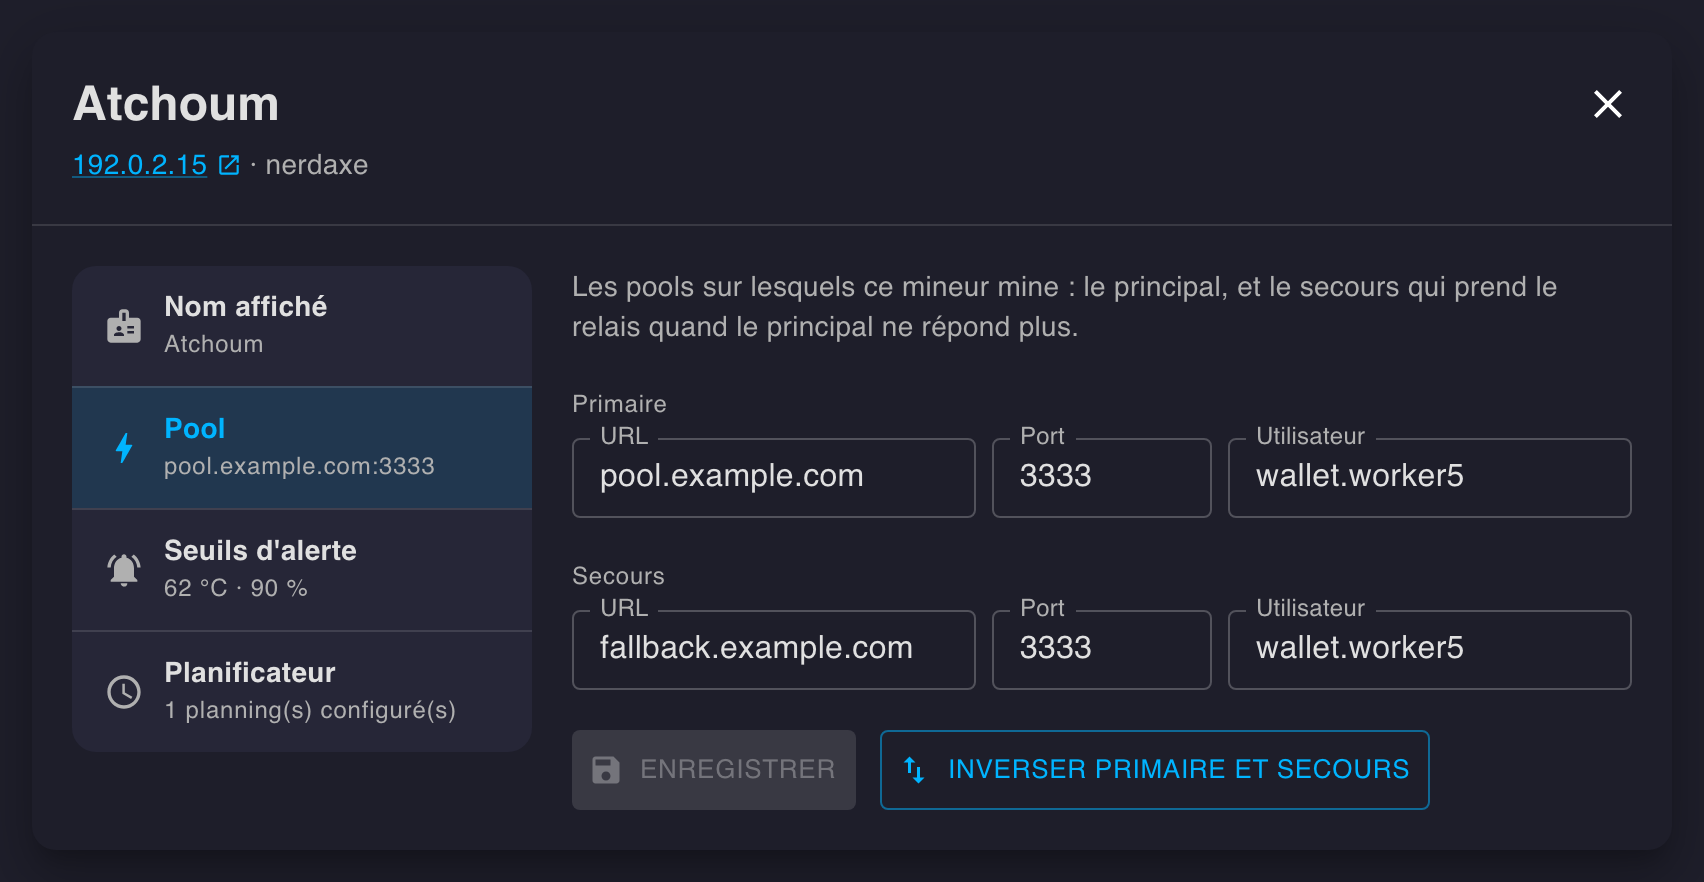 Atchoum
192.0.2.15 · nerdaxe
Nom affiché
Atchoum
Pool
pool.example.com:3333
Seuils d'alerte
62 °C · 90 %
Planificateur
1 planning(s) configuré(s)
Les pools sur lesquels ce mineur mine : le principal, et le secours qui prend le
relais quand le principal ne répond plus.
Primaire
URL Port Utilisateur
pool.example.com 3333 wallet.worker5
Secours
URL Port Utilisateur
fallback.example.com 3333 wallet.worker5
ENREGISTRER INVERSER PRIMAIRE ET SECOURS